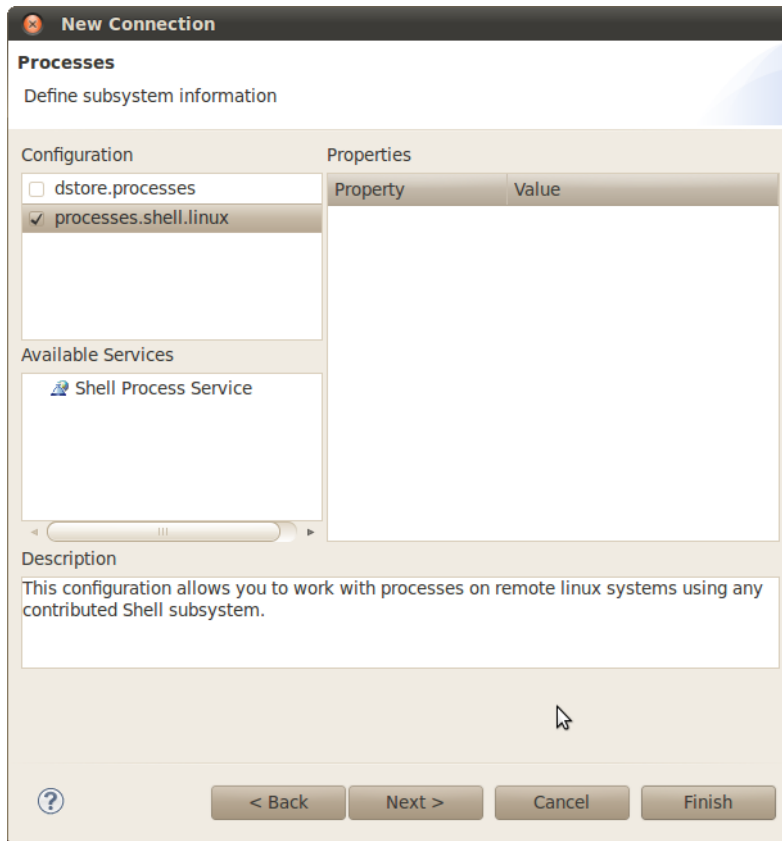 New Connection
Processes
Define subsystem information
Configuration
dstore.processes
processes.shell.linux
Available Services
Shell Process Service
Properties
Property Value
Description
This configuration allows you to work with processes on remote linux systems using any
contributed Shell subsystem.
?
< Back Next > Cancel Finish